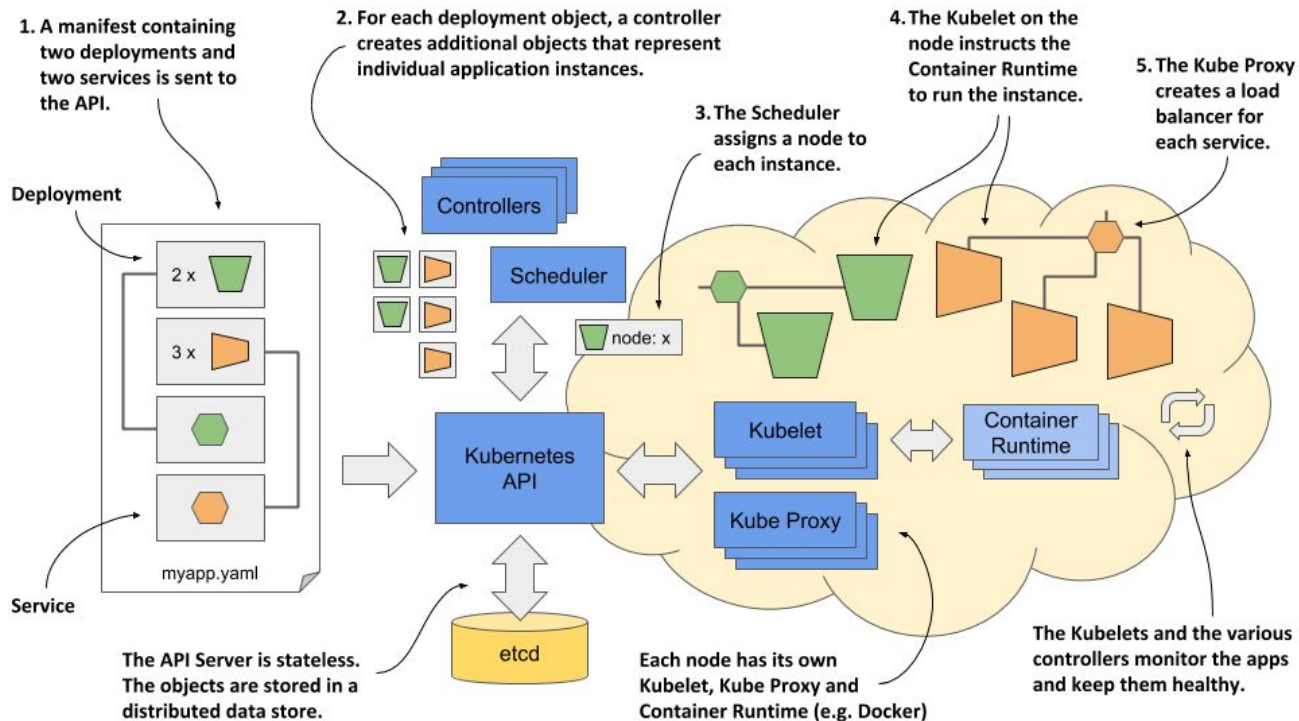 1. A manifest containing
two deployments and
two services is sent to
the API.
2. For each deployment object, a controller
creates additional objects that represent
individual application instances.
3. The Scheduler
assigns a node to
each instance.
4. The Kubelet on the
node instructs the
Container Runtime
to run the instance.
5. The Kube Proxy
creates a load
balancer for
each service.
Deployment
2 x
3 x
myapp.yaml
Service
Controllers
Scheduler
node: x
Kubernetes
API
Kubelet
Container
Runtime
Kube Proxy
etcd
The API Server is stateless.
The objects are stored in a
distributed data store.
Each node has its own
Kubelet, Kube Proxy and
Container Runtime (e.g. Docker)
The Kubelets and the various
controllers monitor the apps
and keep them healthy.